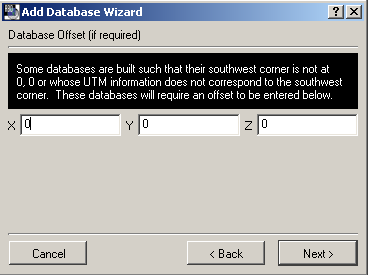 Add Database Wizard
Database Offset (if required)
Some databases are built such that their southwest corner is not at
0, 0 or whose UTM information does not correspond to the southwest
corner. These databases will require an offset to be entered below.
X 0 Y 0 Z 0
Cancel < Back Next >